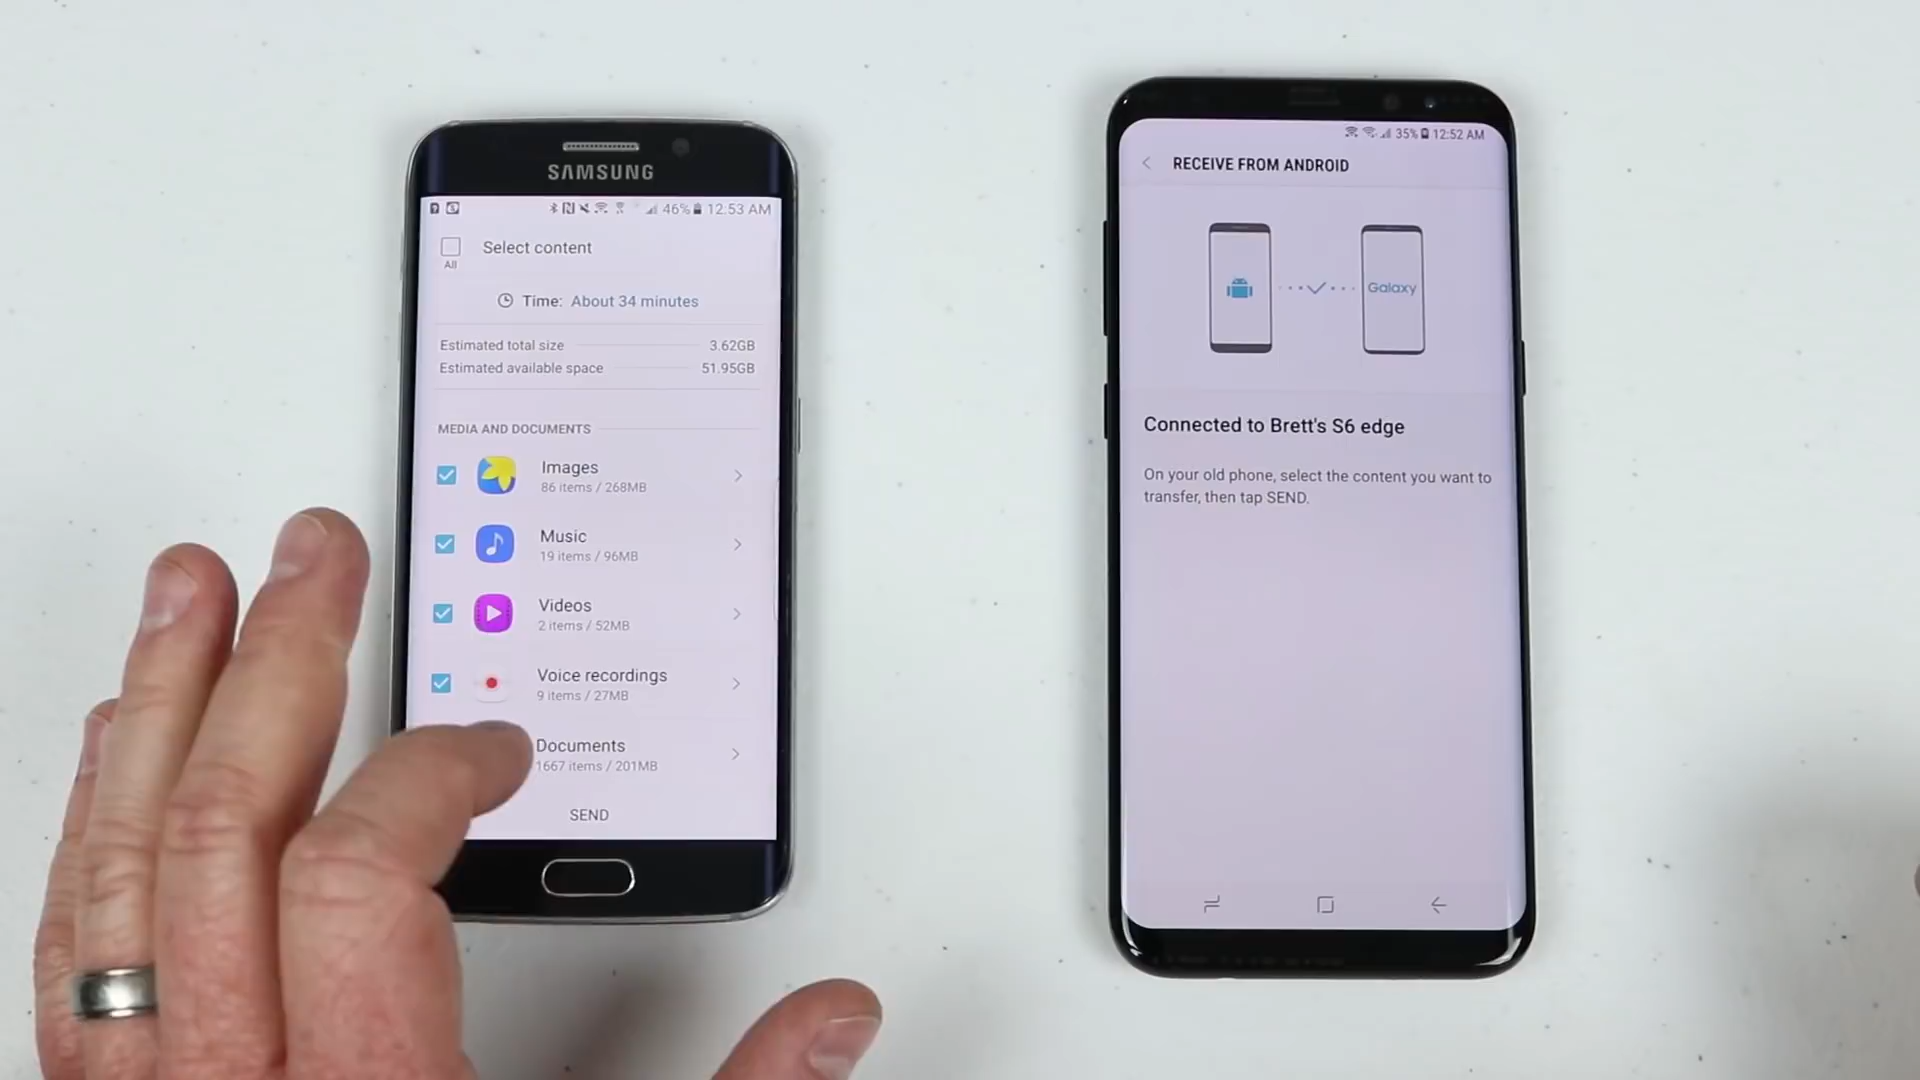 SAMSUNG
46% 12:53 AM
Select content
All
Time: About 34 minutes
Estimated total size 3.62GB
Estimated available space 51.95GB
MEDIA AND DOCUMENTS
Images
86 items / 268MB
Music
19 items / 96MB
Videos
2 items / 52MB
Voice recordings
9 items / 27MB
Documents
1667 items / 201MB
SEND
35% 12:52 AM
RECEIVE FROM ANDROID
Galaxy
Connected to Brett's S6 edge
On your old phone, select the content you want to
transfer, then tap SEND.